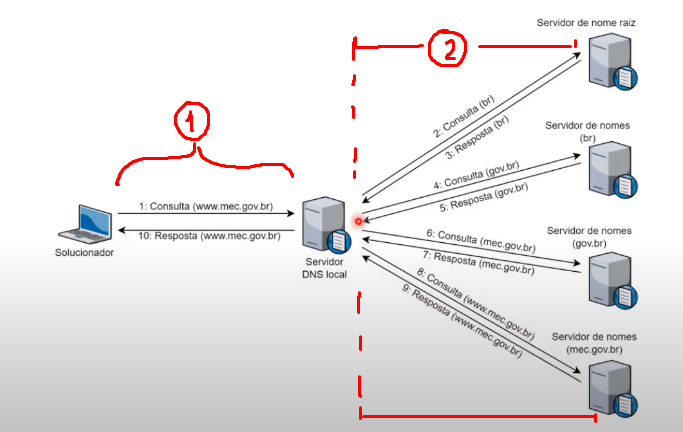 Servidor de nome raiz
2
1
2: Consulta (br)
3: Resposta (br)
Servidor de nomes
(br)
4: Consulta (gov.br)
5: Resposta (gov.br)
1: Consulta (www.mec.gov.br)
10: Resposta (www.mec.gov.br)
Solucionador
Servidor
DNS local
Servidor de nomes
(gov.br)
6: Consulta (mec.gov.br)
7: Resposta (mec.gov.br)
8: Consulta (www.mec.gov.br)
9: Resposta (www.mec.gov.br)
Servidor de nomes
(mec.gov.br)